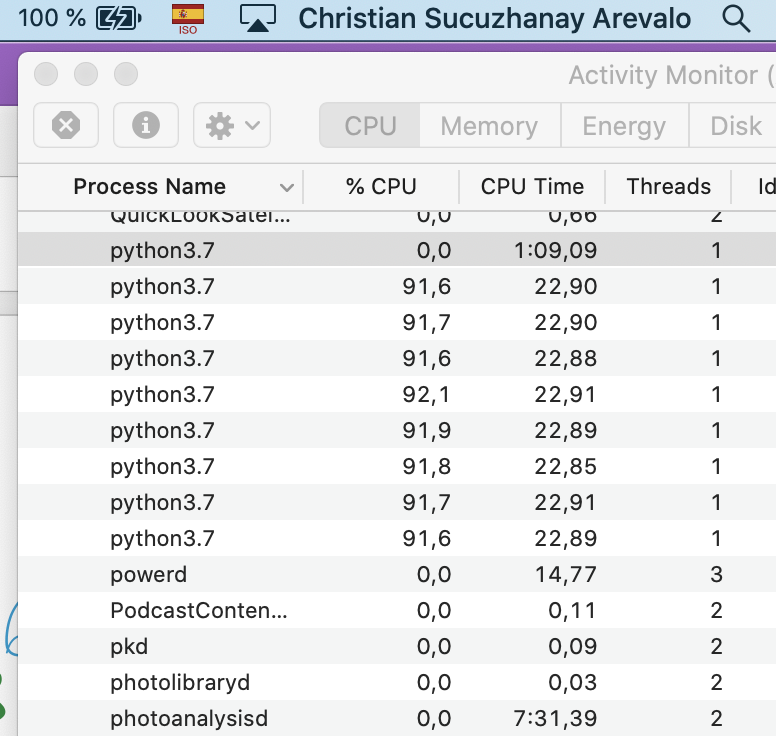 100 % ISO Christian Sucuzhanay Arevalo
Activity Monitor (
CPU Memory Energy Disk
Process Name % CPU CPU Time Threads Id
QuickLookSatel... 0,0 0,66 2
python3.7 0,0 1:09,09 1
python3.7 91,6 22,90 1
python3.7 91,7 22,90 1
python3.7 91,6 22,88 1
python3.7 92,1 22,91 1
python3.7 91,9 22,89 1
python3.7 91,8 22,85 1
python3.7 91,7 22,91 1
python3.7 91,6 22,89 1
powerd 0,0 14,77 3
PodcastConten... 0,0 0,11 2
pkd 0,0 0,09 2
photolibraryd 0,0 0,03 2
photoanalysisd 0,0 7:31,39 2